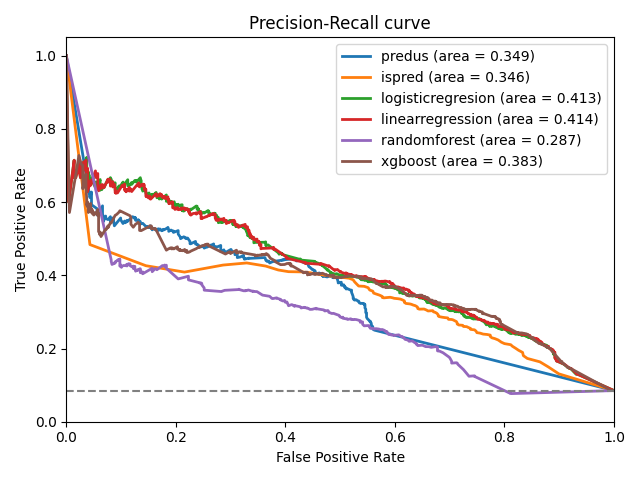 Precision-Recall curve
True Positive Rate
1.0
0.8
0.6
0.4
0.2
0.0
predus (area = 0.349)
ispred (area = 0.346)
logisticregresion (area = 0.413)
linearregression (area = 0.414)
randomforest (area = 0.287)
xgboost (area = 0.383)
0.0 0.2 0.4 0.6 0.8 1.0
False Positive Rate